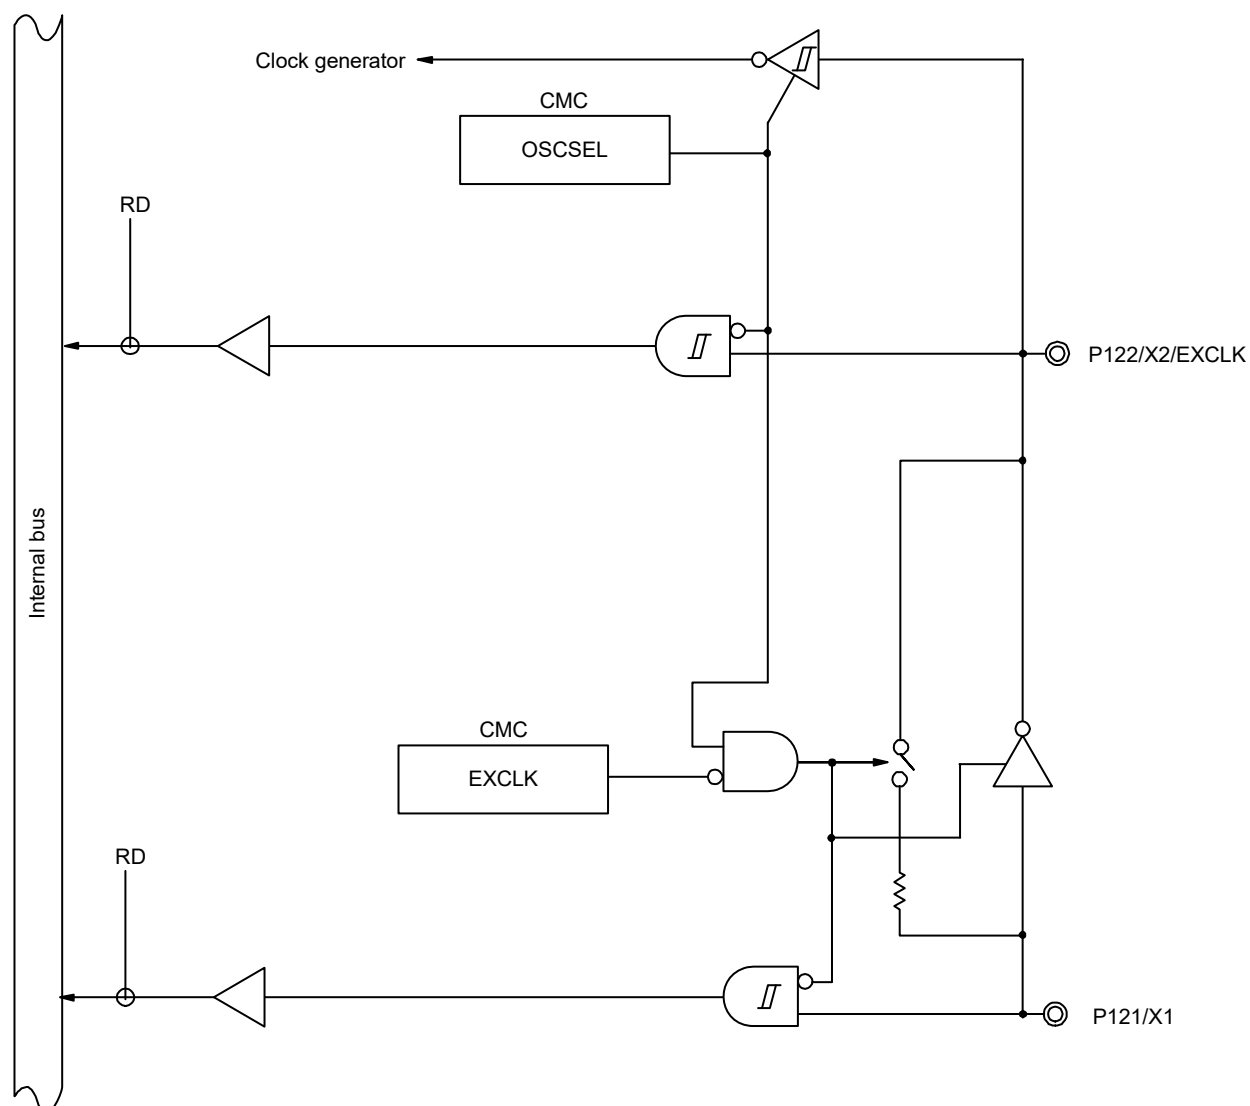 Clock generator
CMC
OSCSEL
RD
P122/X2/EXCLK
Internal bus
CMC
EXCLK
RD
P121/X1